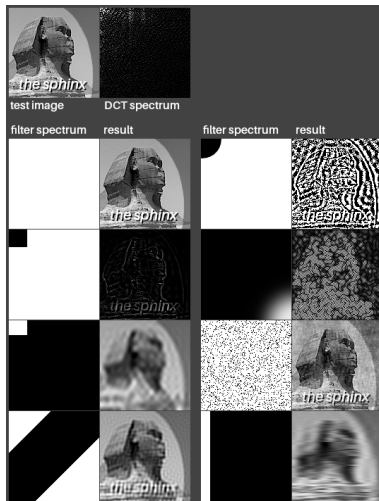 the sphinx
test image DCT spectrum
filter spectrum result filter spectrum result
the sphinx the sphinx
the sphinx
the sphinx
the sphinx the sphinx